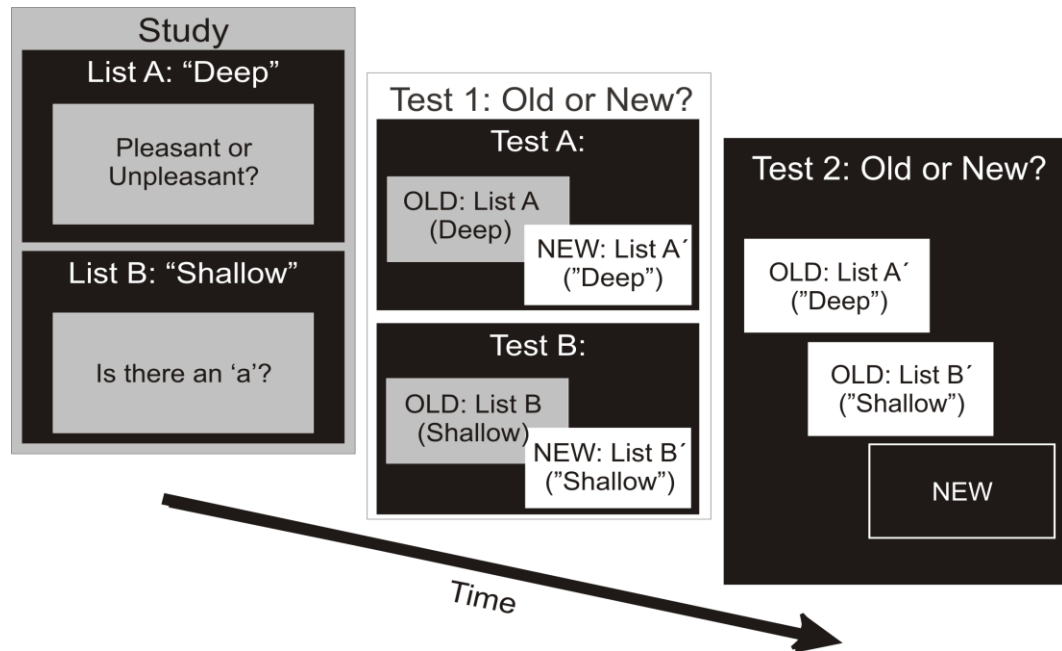 Study
List A: “Deep”
Pleasant or
Unpleasant?
List B: “Shallow”
Is there an ‘a’?
Test 1: Old or New?
Test A:
OLD: List A
(Deep)
NEW: List A´
(”Deep”)
Test B:
OLD: List B
(Shallow)
NEW: List B´
(”Shallow”)
Test 2: Old or New?
OLD: List A´
(”Deep”)
OLD: List B´
(”Shallow”)
NEW
Time